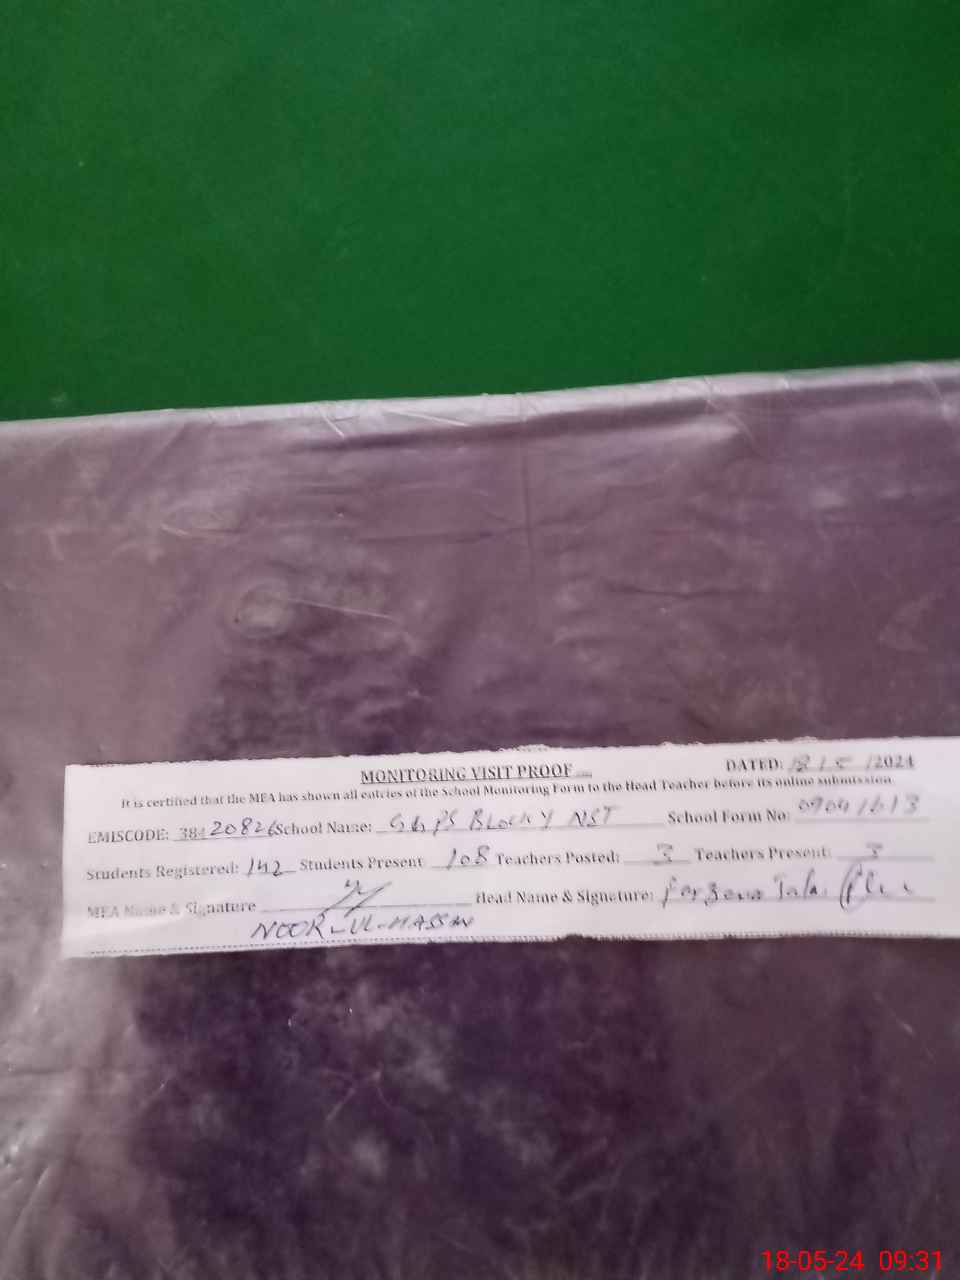 MONITORING VISIT PROOF
DATED: 18/5/2024
It is certified that the MEA has shown all entries of the School Monitoring Form to the Head Teacher before its online submission.
EMISCODE: 38420826 School Name: GGPS BLOCK Y NST School Form No: 09041613
Students Registered: 142 Students Present 108 Teachers Posted: 3 Teachers Present: 3
MEA Name & Signature Head Name & Signature:
NOOR-UL-HASSAN
18-05-24 09:31